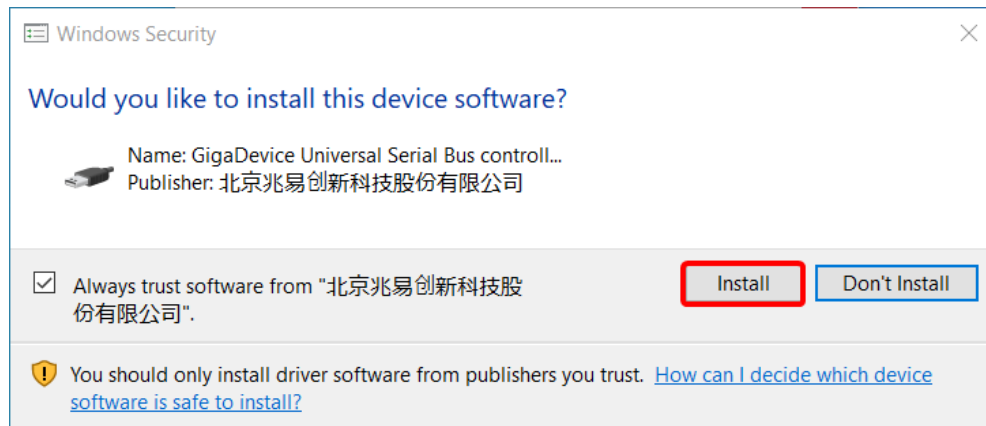 Windows Security
Would you like to install this device software?
Name: GigaDevice Universal Serial Bus controll...
Publisher: 北京兆易创新科技股份有限公司
Always trust software from "北京兆易创新科技股
份有限公司".
Install
Don't Install
You should only install driver software from publishers you trust. How can I decide which device
software is safe to install?